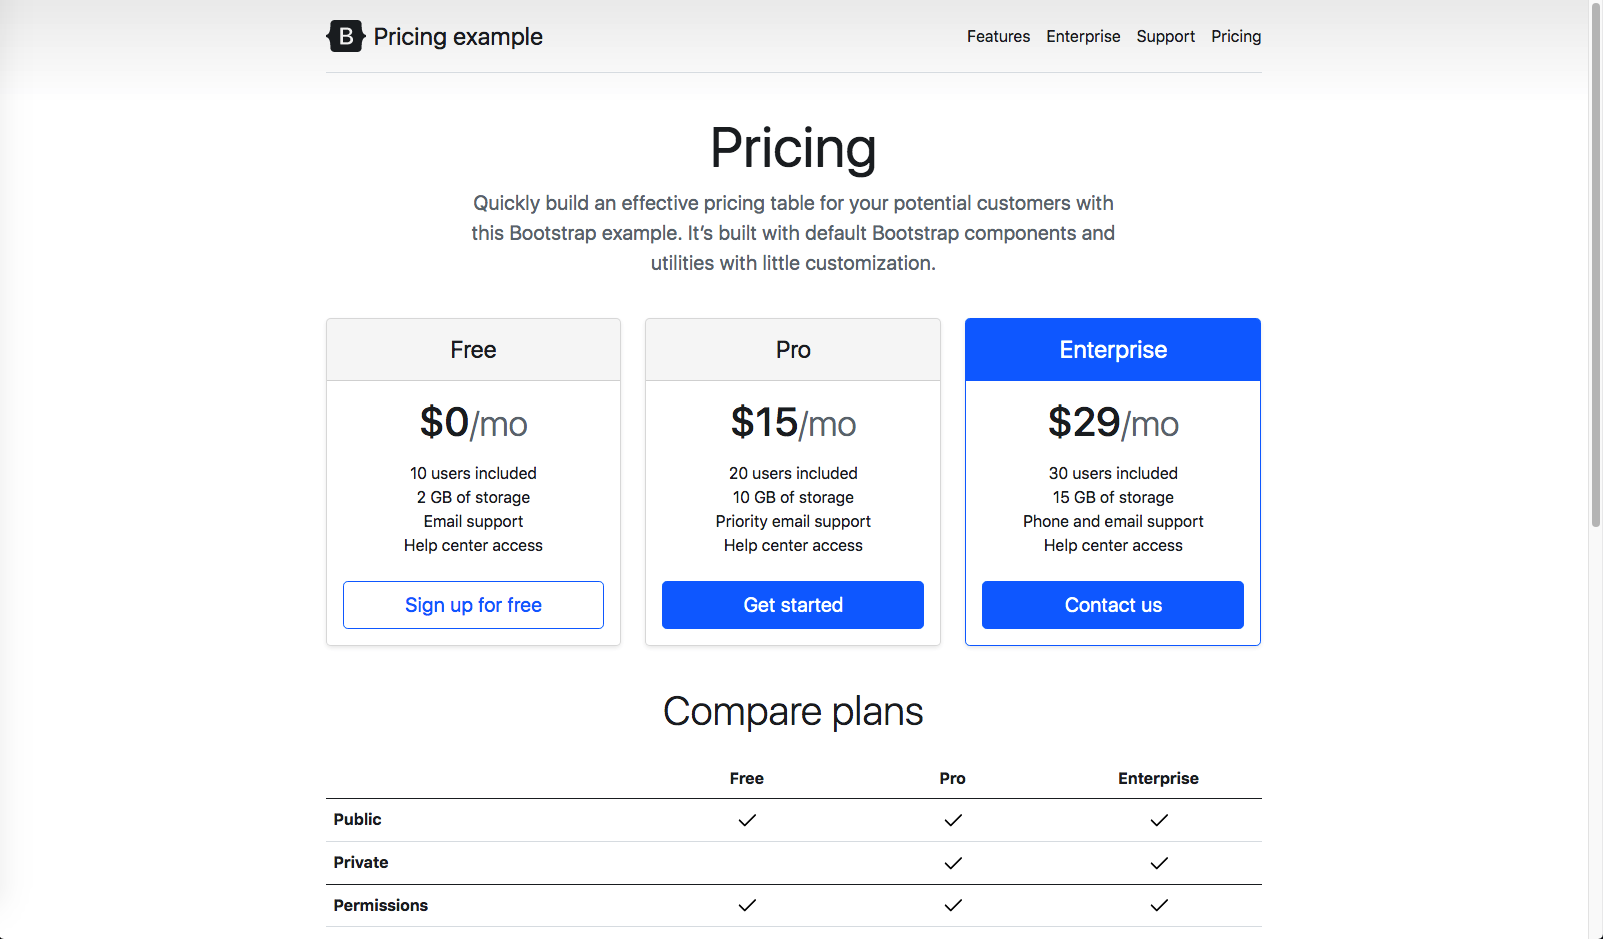 B Pricing example
Features Enterprise Support Pricing
Pricing
Quickly build an effective pricing table for your potential customers with
this Bootstrap example. It’s built with default Bootstrap components and
utilities with little customization.
Free
$0/mo
10 users included
2 GB of storage
Email support
Help center access
Sign up for free
Pro
$15/mo
20 users included
10 GB of storage
Priority email support
Help center access
Get started
Enterprise
$29/mo
30 users included
15 GB of storage
Phone and email support
Help center access
Contact us
Compare plans
Free Pro Enterprise
Public
Private
Permissions